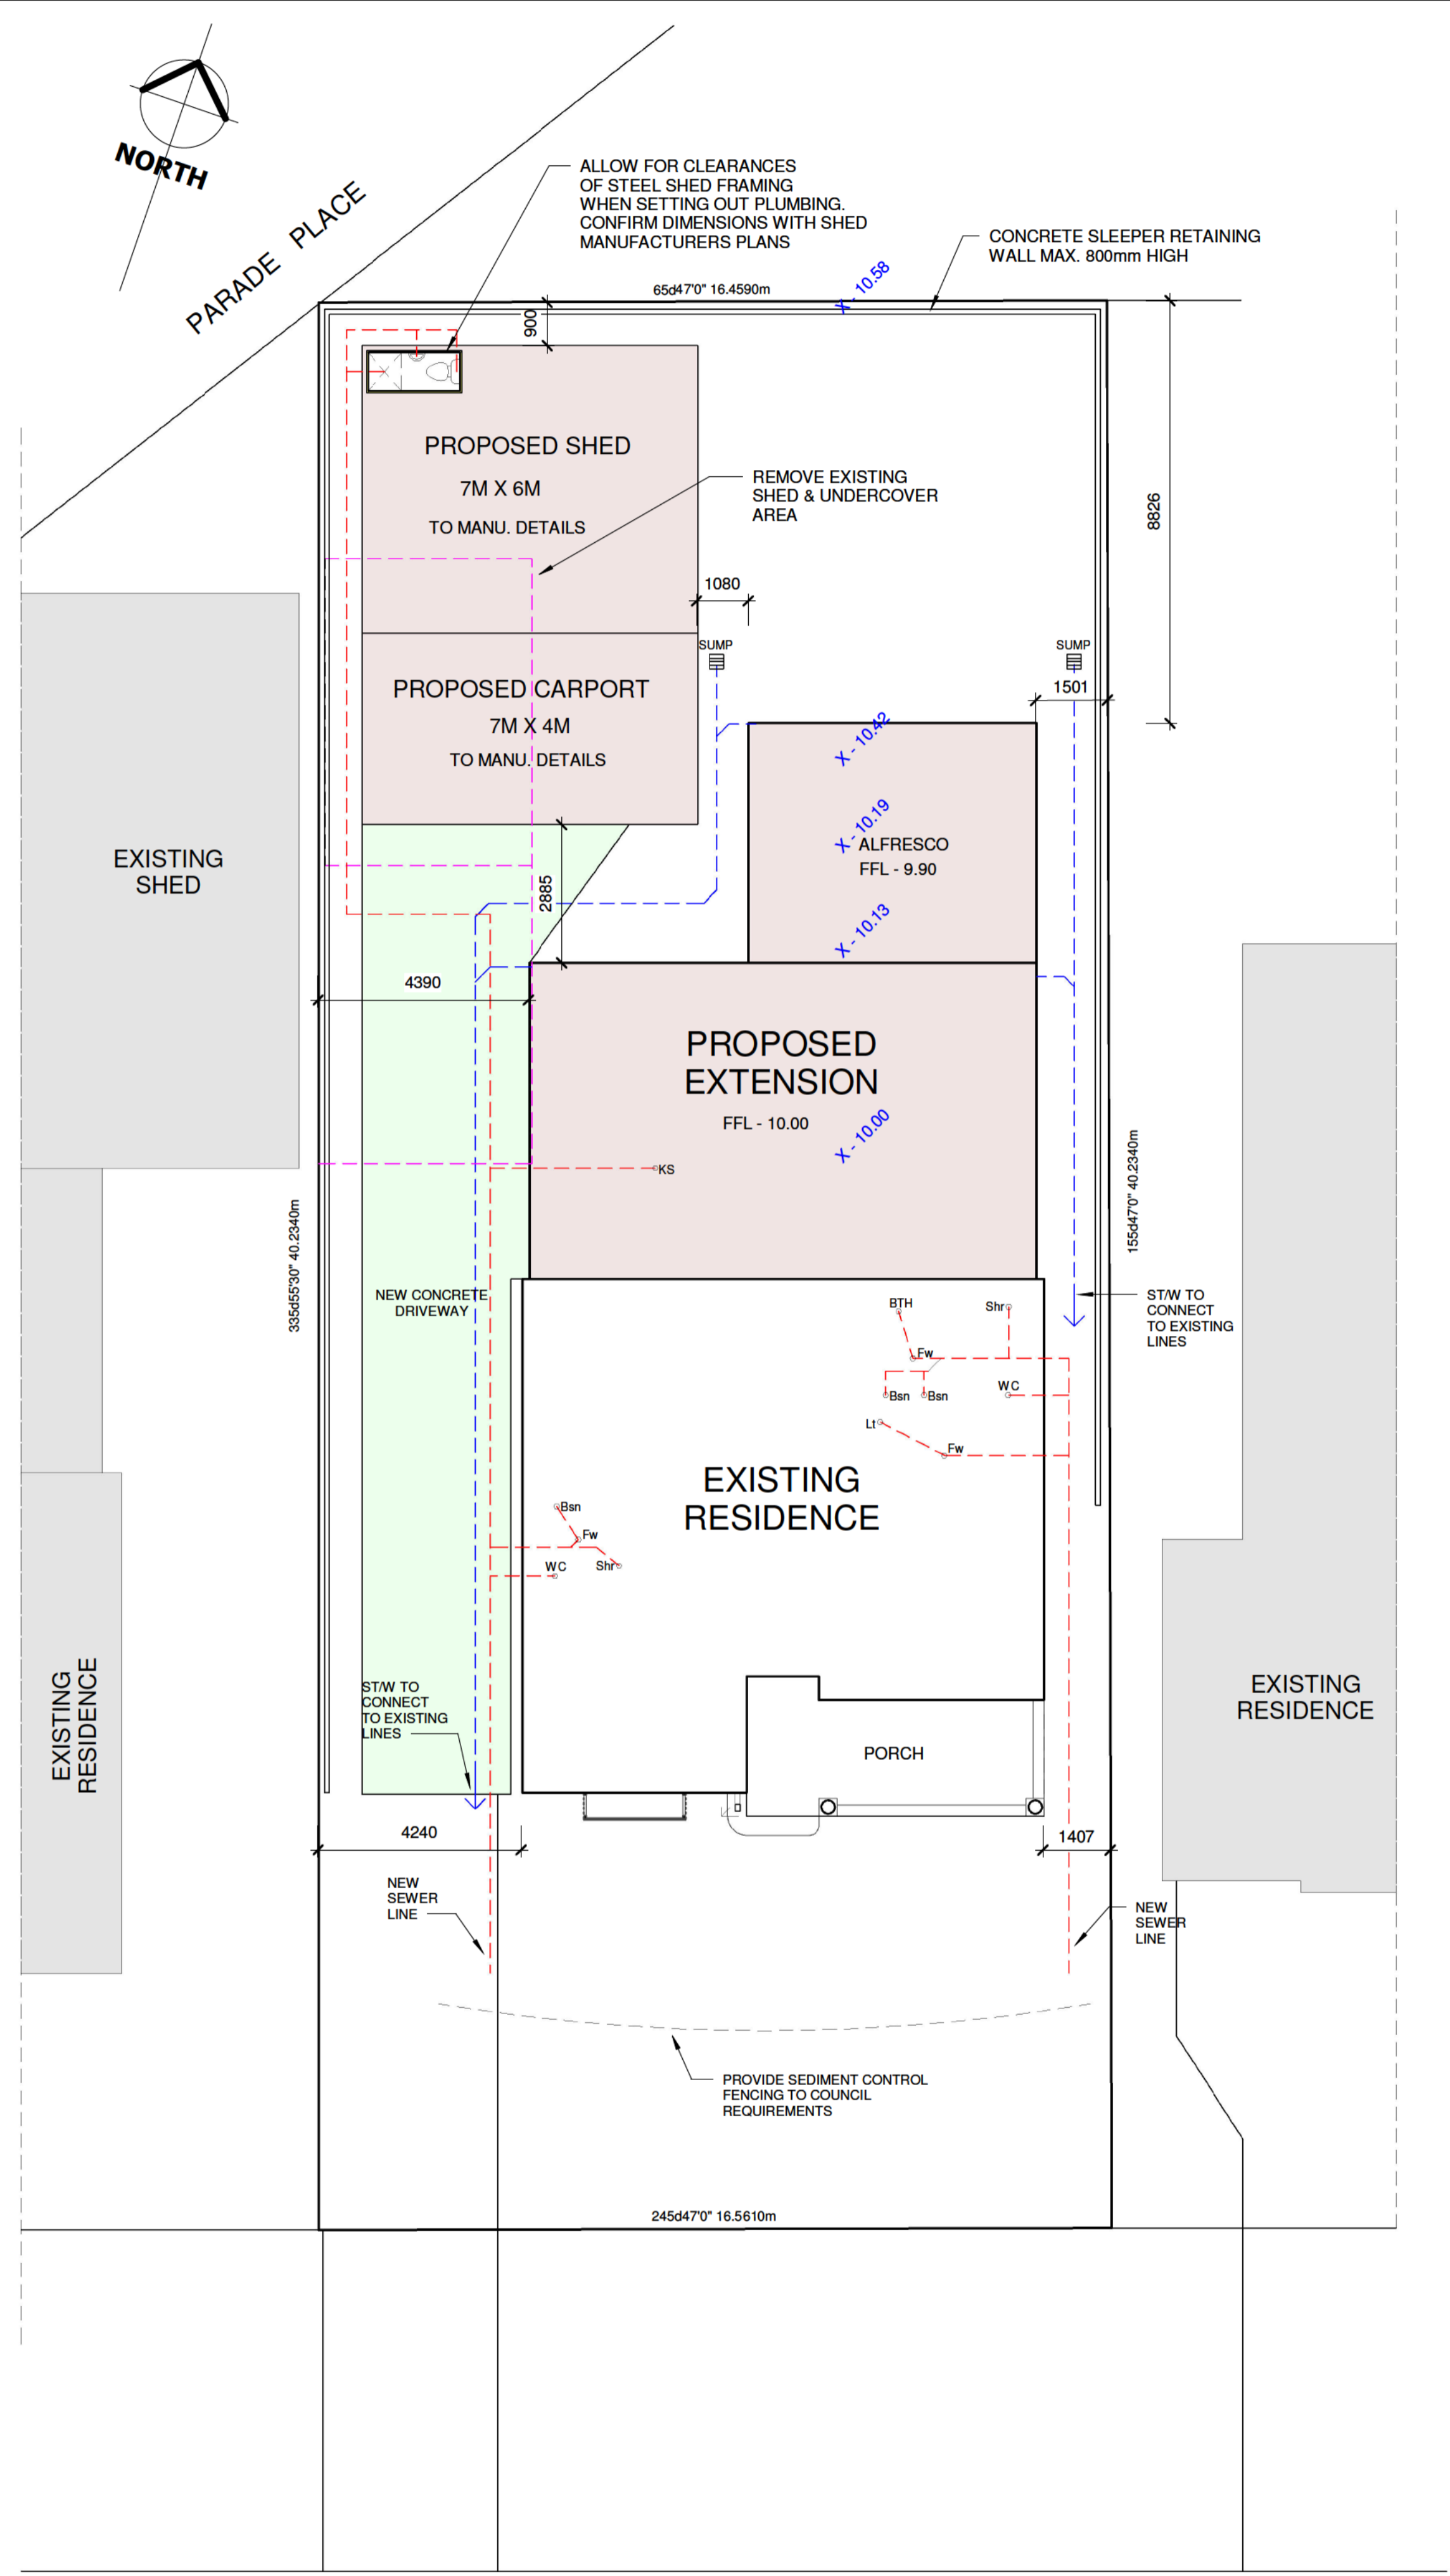 NORTH
PARADE PLACE
ALLOW FOR CLEARANCES
OF STEEL SHED FRAMING
WHEN SETTING OUT PLUMBING.
CONFIRM DIMENSIONS WITH SHED
MANUFACTURERS PLANS
CONCRETE SLEEPER RETAINING
WALL MAX. 800mm HIGH
65d47'0" 16.4590m
X - 10.58
900
PROPOSED SHED
7M X 6M
TO MANU. DETAILS
REMOVE EXISTING
SHED & UNDERCOVER
AREA
8826
1080
SUMP
SUMP
1501
PROPOSED CARPORT
7M X 4M
TO MANU. DETAILS
X - 10.42
X - 10.19
ALFRESCO
FFL - 9.90
X - 10.13
EXISTING
SHED
2885
4390
PROPOSED
EXTENSION
FFL - 10.00
X - 10.00
KS
335d55'30" 40.2340m
155d47'0" 40.2340m
NEW CONCRETE
DRIVEWAY
ST/W TO
CONNECT
TO EXISTING
LINES
BTH
Shr
Fw
Bsn
Bsn
WC
Lt
Fw
EXISTING
RESIDENCE
Bsn
Fw
WC
Shr
EXISTING
RESIDENCE
EXISTING
RESIDENCE
ST/W TO
CONNECT
TO EXISTING
LINES
PORCH
4240
1407
NEW
SEWER
LINE
NEW
SEWER
LINE
PROVIDE SEDIMENT CONTROL
FENCING TO COUNCIL
REQUIREMENTS
245d47'0" 16.5610m